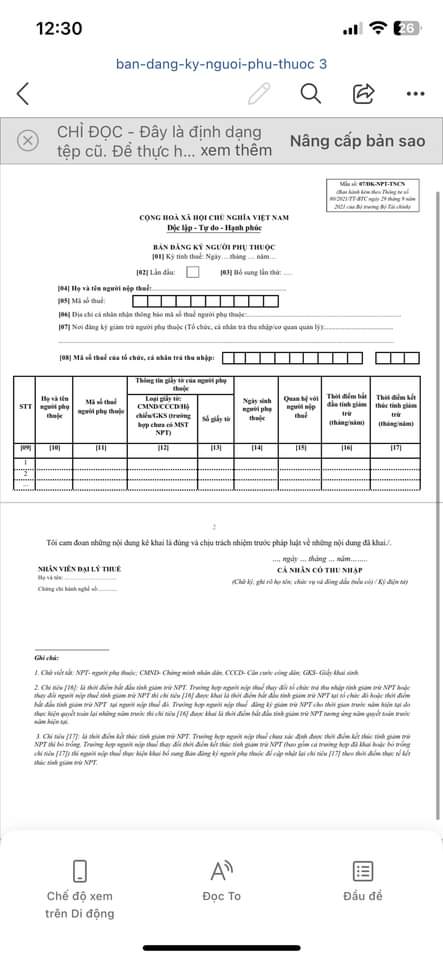 12:30
26
ban-dang-ky-nguoi-phu-thuoc 3
CHỈ ĐỌC - Đây là định dạng
tệp cũ. Để thực h... xem thêm
Nâng cấp bản sao
Mẫu số: 07/ĐK-NPT-TNCN
(Ban hành kèm theo Thông tư số
80/2021/TT-BTC ngày 29 tháng 9 năm
2021 của Bộ trưởng Bộ Tài chính)
CỘNG HOÀ XÃ HỘI CHỦ NGHĨA VIỆT NAM
Độc lập - Tự do - Hạnh phúc
BẢN ĐĂNG KÝ NGƯỜI PHỤ THUỘC
[01] Kỳ tính thuế: Ngày ... tháng ... năm...
[02] Lần đầu: [03] Bổ sung lần thứ: ....
[04] Họ và tên người nộp thuế:
[05] Mã số thuế:
[06] Địa chỉ cá nhân nhận thông báo mã số thuế người phụ thuộc:
[07] Nơi đăng ký giảm trừ người phụ thuộc (Tổ chức, cá nhân trả thu nhập/cơ quan quản lý):
[08] Mã số thuế của tổ chức, cá nhân trả thu nhập:
STT
Họ và tên
người phụ
thuộc
Mã số thuế
người phụ thuộc
Thông tin giấy tờ của người phụ
thuộc
Loại giấy tờ:
CMND/CCCD/Hộ
chiếu/GKS (trường
hợp chưa có MST
NPT)
Số giấy tờ
Ngày sinh
người phụ
thuộc
Quan hệ với
người nộp
thuế
Thời điểm bắt
đầu tính giảm
trừ
(tháng/năm)
Thời điểm kết
thúc tính giảm
trừ
(tháng/năm)
[09] [10] [11] [12] [13] [14] [15] [16] [17]
1
2
...
2
Tôi cam đoan những nội dung kê khai là đúng và chịu trách nhiệm trước pháp luật về những nội dung đã khai./.
..., ngày ... tháng ... năm........
NHÂN VIÊN ĐẠI LÝ THUẾ
Họ và tên:
Chứng chỉ hành nghề số:
CÁ NHÂN CÓ THU NHẬP
(Chữ ký, ghi rõ họ tên; chức vụ và đóng dấu (nếu có) / Ký điện tử)
Ghi chú:
1. Chữ viết tắt: NPT- người phụ thuộc; CMND- Chứng minh nhân dân, CCCD- Căn cước công dân; GKS- Giấy khai sinh.
2. Chỉ tiêu [16]: là thời điểm bắt đầu tính giảm trừ NPT. Trường hợp người nộp thuế thay đổi tổ chức trả thu nhập tính giảm trừ NPT hoặc
thay đổi người nộp thuế tính giảm trừ NPT thì chỉ tiêu [16] được khai là thời điểm bắt đầu tính giảm trừ NPT tại tổ chức đó hoặc thời điểm
bắt đầu tính giảm trừ NPT tại người nộp thuế đó. Trường hợp người nộp thuế đăng ký giảm trừ NPT cho thời gian trước năm hiện tại do
thực hiện quyết toán lại những năm trước thì chỉ tiêu [16] được khai là thời điểm bắt đầu tính giảm trừ NPT tương ứng năm quyết toán trước
năm hiện tại.
3. Chỉ tiêu [17]: là thời điểm kết thúc tính giảm trừ NPT. Trường hợp người nộp thuế chưa xác định được thời điểm kết thúc tính giảm trừ
NPT thì bỏ trống. Trường hợp người nộp thuế thay đổi thời điểm kết thúc tính giảm trừ NPT (bao gồm cả trường hợp đã khai hoặc bỏ trống
chỉ tiêu [17]) thì người nộp thuế thực hiện khai bổ sung Bản đăng ký người phụ thuộc để cập nhật lại chỉ tiêu [17] theo thời điểm thực tế kết
thúc tính giảm trừ NPT.
Chế độ xem
trên Di động
Đọc To
Đầu đề